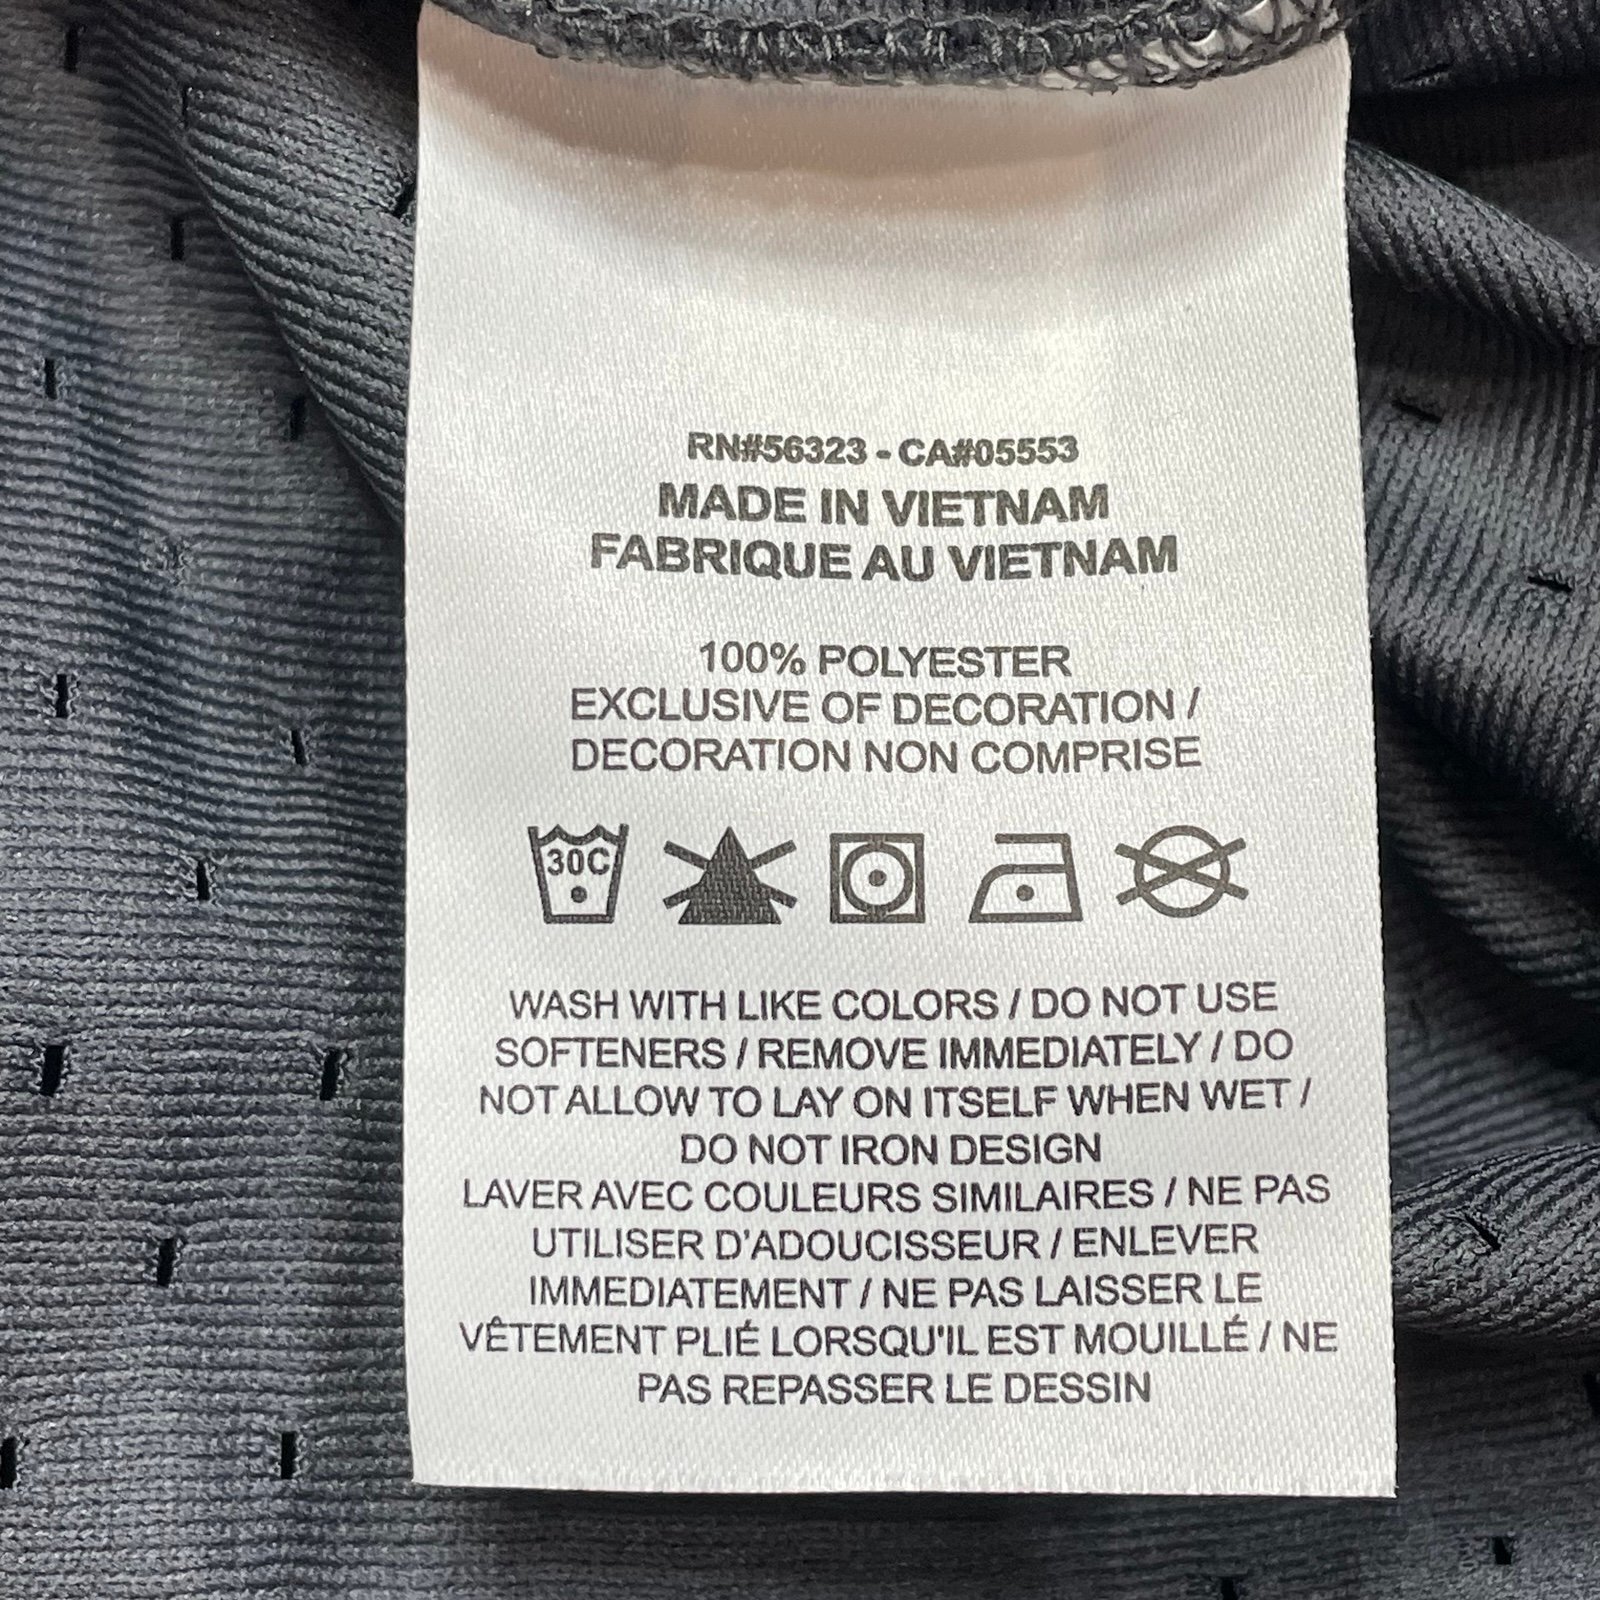 RN#56323 - CA#05553
MADE IN VIETNAM
FABRIQUE AU VIETNAM
100% POLYESTER
EXCLUSIVE OF DECORATION /
DECORATION NON COMPRISE
30C
WASH WITH LIKE COLORS / DO NOT USE
SOFTENERS / REMOVE IMMEDIATELY / DO
NOT ALLOW TO LAY ON ITSELF WHEN WET /
DO NOT IRON DESIGN
LAVER AVEC COULEURS SIMILAIRES / NE PAS
UTILISER D'ADOUCISSEUR / ENLEVER
IMMEDIATEMENT / NE PAS LAISSER LE
VÊTEMENT PLIÉ LORSQU'IL EST MOUILLÉ / NE
PAS REPASSER LE DESSIN